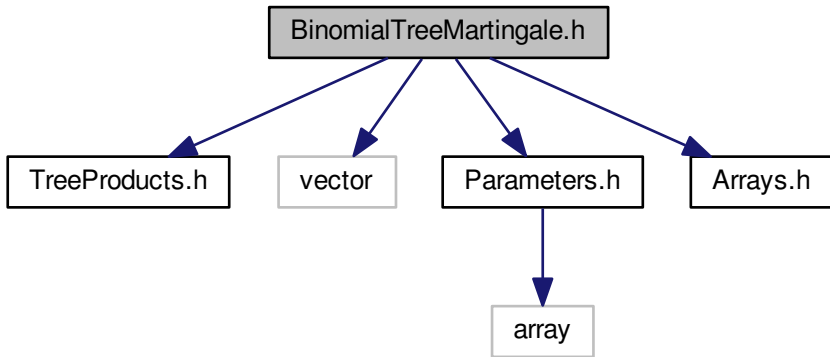 BinomialTreeMartingale.h
TreeProducts.h
vector
Parameters.h
Arrays.h
array